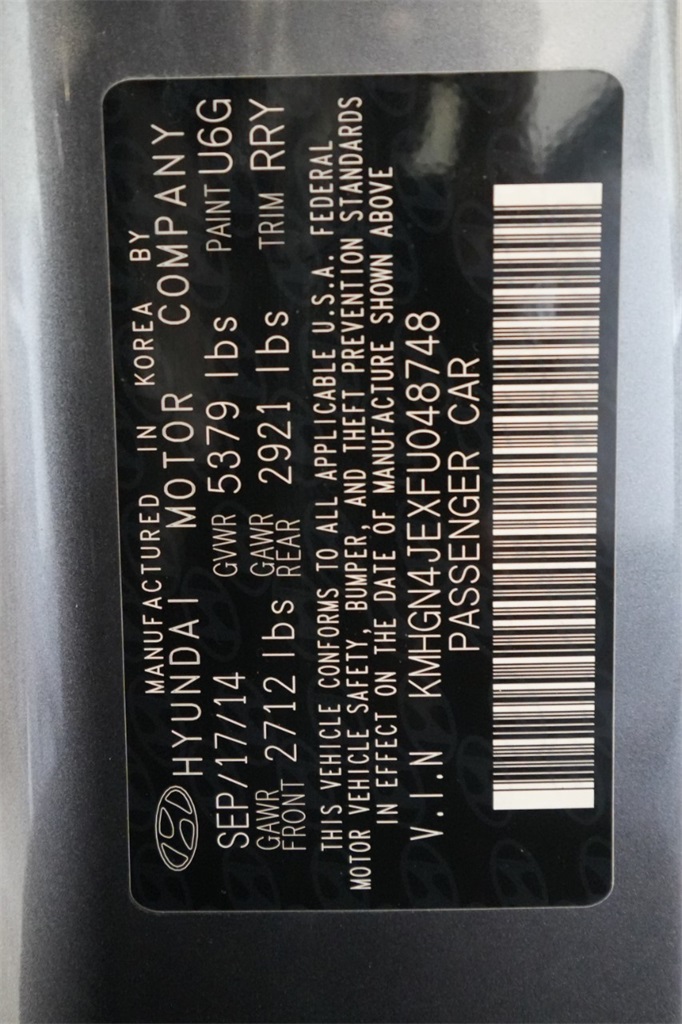 MANUFACTURED IN KOREA BY
HYUNDAI MOTOR COMPANY
SEP/17/14 GVWR 5379 lbs PAINT U6G
GAWR FRONT 2712 lbs GAWR REAR 2921 lbs TRIM RRY
THIS VEHICLE CONFORMS TO ALL APPLICABLE U.S.A. FEDERAL
MOTOR VEHICLE SAFETY, BUMPER, AND THEFT PREVENTION STANDARDS
IN EFFECT ON THE DATE OF MANUFACTURE SHOWN ABOVE
V.I.N KMHGN4JEXFU048748
PASSENGER CAR